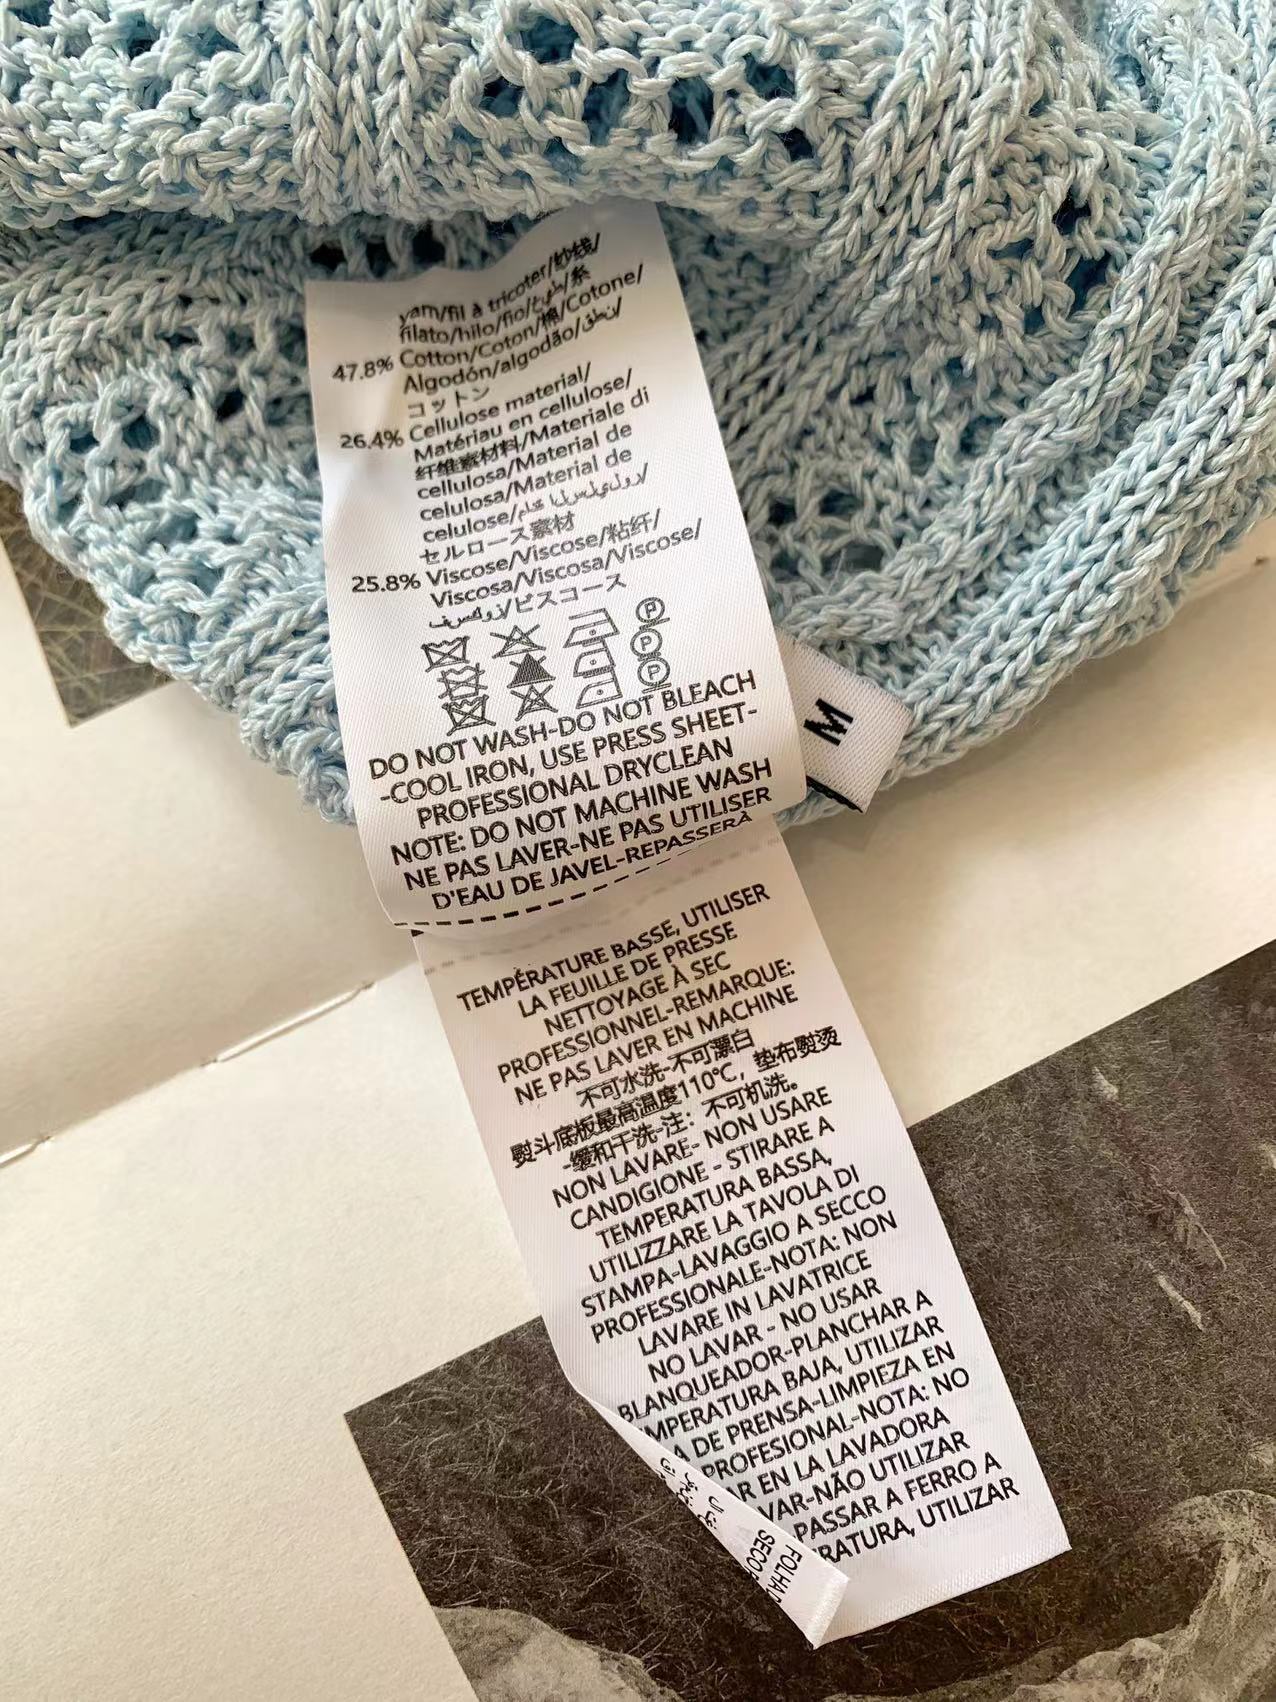 yarn/fil à tricoter/纱线/
filato/hilo/fio/خيط/糸
47.8% Cotton/Coton/棉/Cotone/
Algodón/algodão/قطن/
コットン
26.4% Cellulose material/
Matériau en cellulose/
纤维素材料/Materiale di
cellulosa/Material de
celulosa/Material de
celulose/
セルロース素材
25.8% Viscose/Viscose/粘纤/
Viscosa/Viscosa/Viscose/
ビスコース
P
P
P
DO NOT WASH-DO NOT BLEACH
-COOL IRON, USE PRESS SHEET-
PROFESSIONAL DRYCLEAN
NOTE: DO NOT MACHINE WASH
NE PAS LAVER-NE PAS UTILISER
D'EAU DE JAVEL-REPASSERÀ
M
TEMPÉRATURE BASSE, UTILISER
LA FEUILLE DE PRESSE
NETTOYAGE À SEC
PROFESSIONNEL-REMARQUE:
NE PAS LAVER EN MACHINE
不可水洗-不可漂白
熨斗底板最高温度110℃，垫布熨烫
-缓和干洗-注：不可机洗。
NON LAVARE- NON USARE
CANDIGIONE - STIRARE A
TEMPERATURA BASSA,
UTILIZZARE LA TAVOLA DI
STAMPA-LAVAGGIO A SECCO
PROFESSIONALE-NOTA: NON
LAVARE IN LAVATRICE
NO LAVAR - NO USAR
BLANQUEADOR-PLANCHAR A
MPERATURA BAJA, UTILIZAR
A DE PRENSA-LIMPIEZA EN
PROFESIONAL-NOTA: NO
AR EN LA LAVADORA
VAR-NÃO UTILIZAR
PASSAR A FERRO A
RATURA, UTILIZAR
FOLHA D
SECO